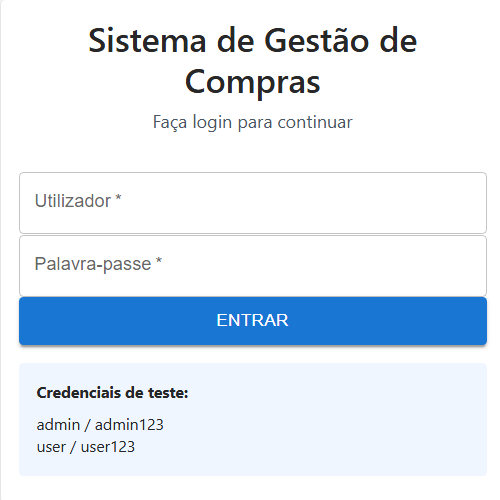 Sistema de Gestão de
Compras
Faça login para continuar
Utilizador *
Palavra-passe *
ENTRAR
Credenciais de teste:
admin / admin123
user / user123